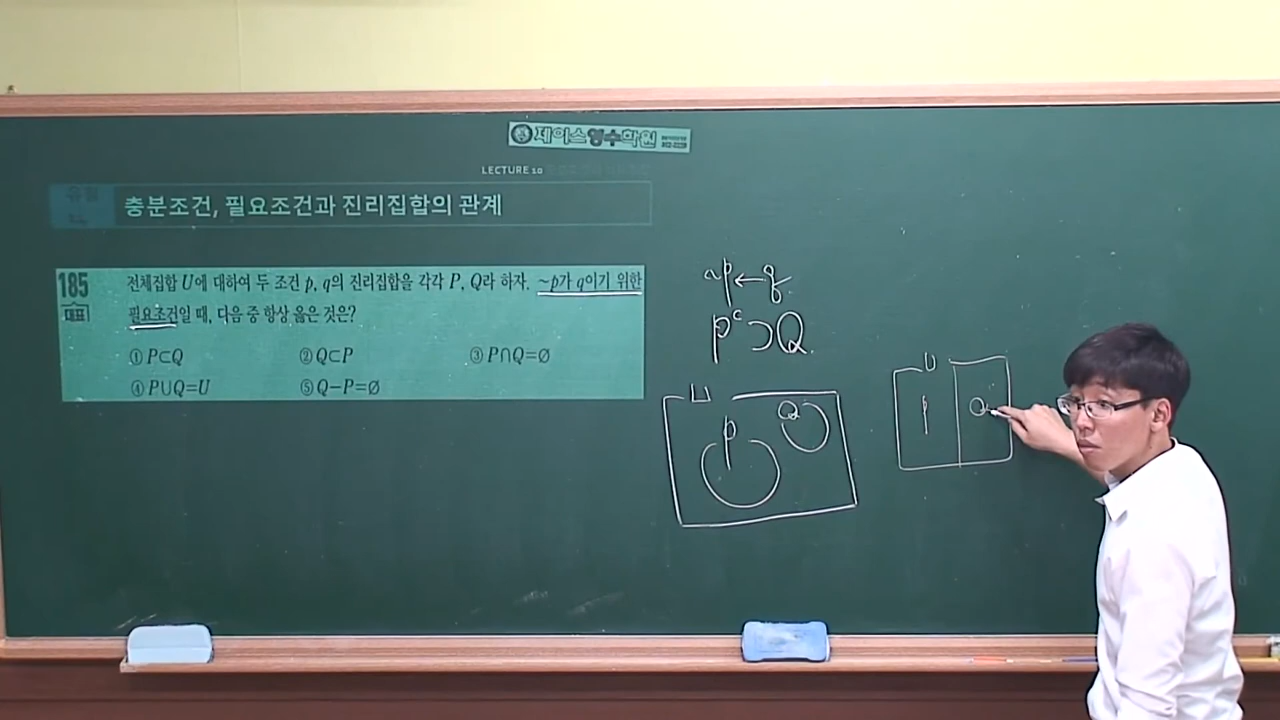 제이스영수학원
LECTURE 10
유형
충분조건, 필요조건과 진리집합의 관계
185
대표
전체집합 U에 대하여 두 조건 p, q의 진리집합을 각각 P, Q라 하자. ~p가 q이기 위한
필요조건일 때, 다음 중 항상 옳은 것은?
① P⊂Q ② Q⊂P ③ P∩Q=∅
④ P∪Q=U ⑤ Q−P=∅
~p←q
P^c⊃Q
U
P Q
U
P Q